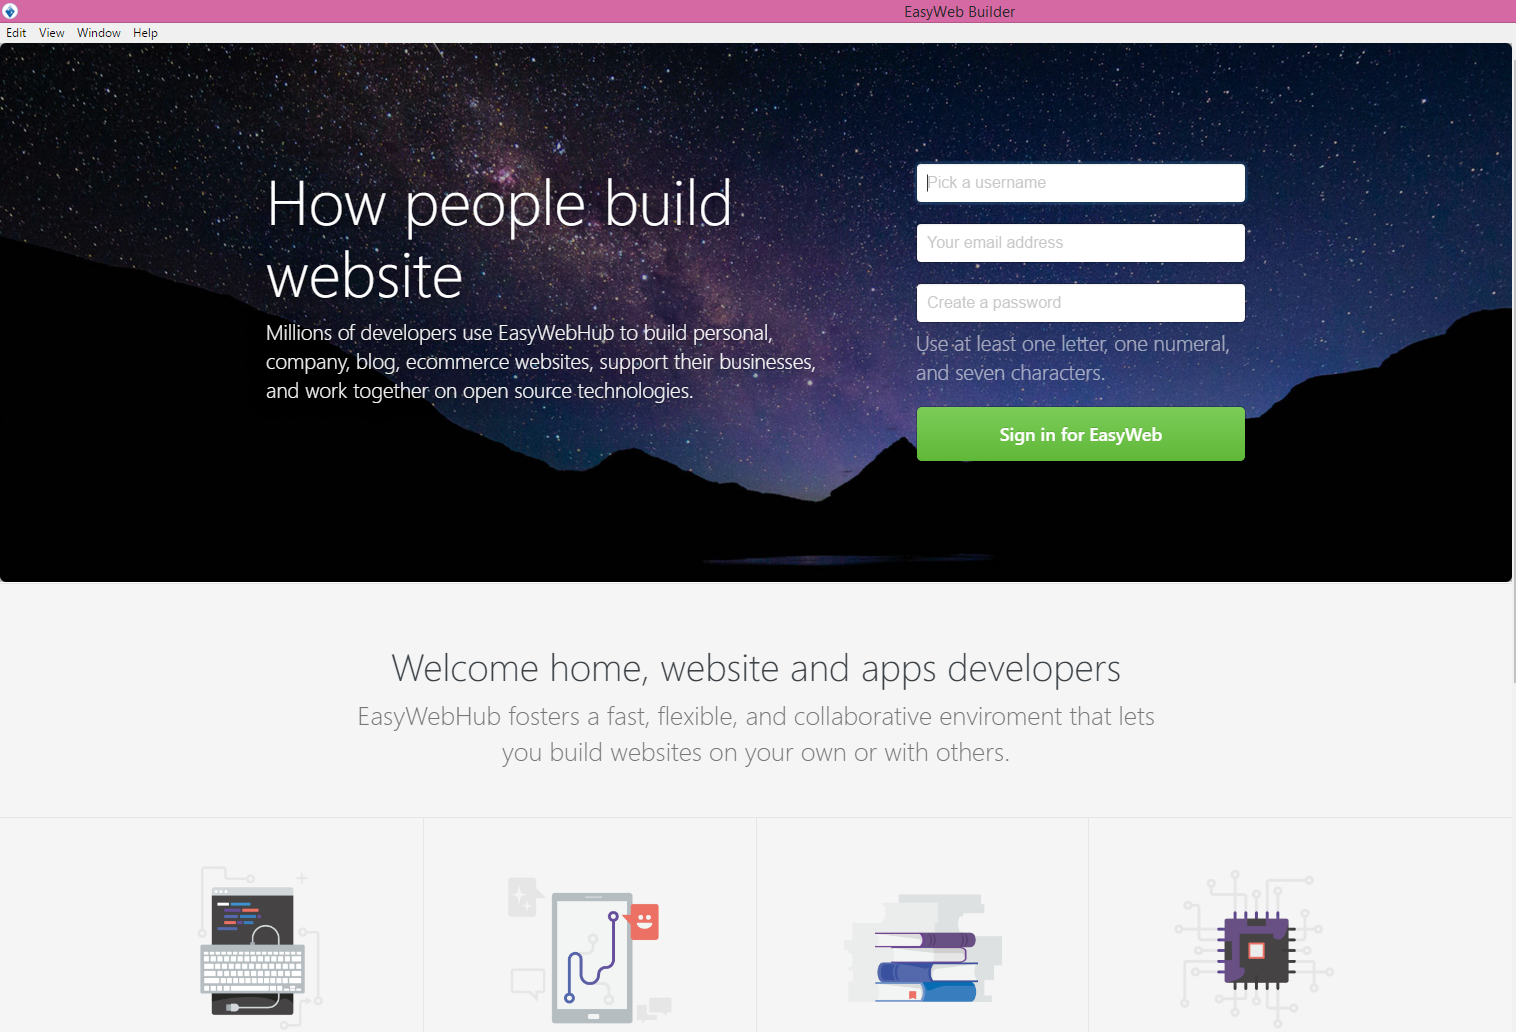 EasyWeb Builder
Edit View Window Help
How people build
website
Millions of developers use EasyWebHub to build personal,
company, blog, ecommerce websites, support their businesses,
and work together on open source technologies.
Pick a username
Your email address
Create a password
Use at least one letter, one numeral,
and seven characters.
Sign in for EasyWeb
Welcome home, website and apps developers
EasyWebHub fosters a fast, flexible, and collaborative enviroment that lets
you build websites on your own or with others.